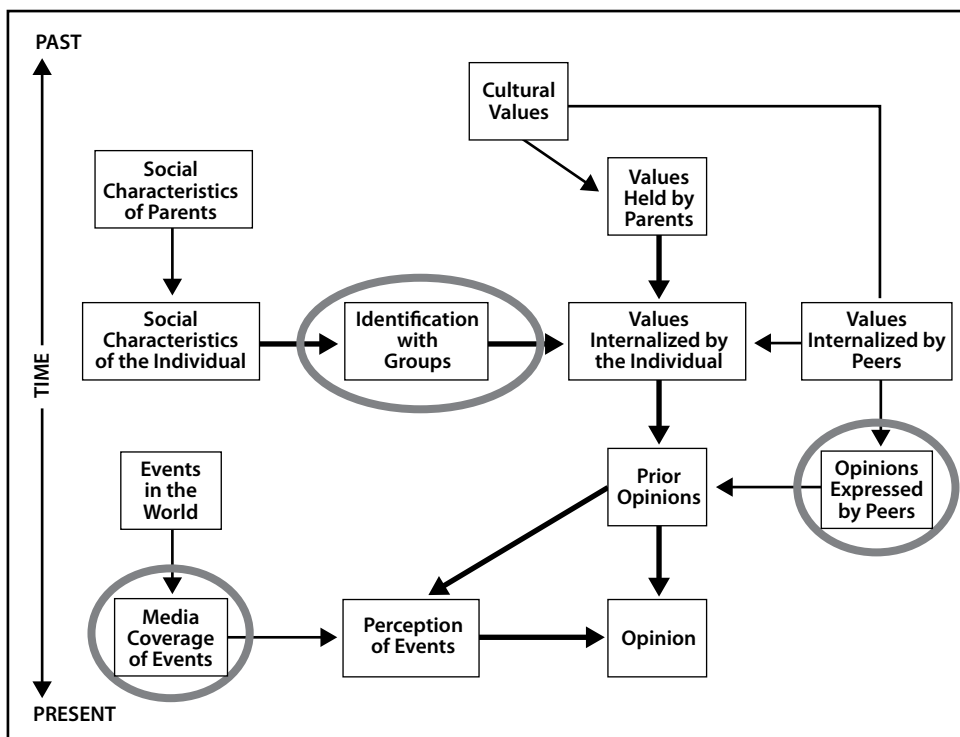 PAST
Cultural
Values
Social
Characteristics
of Parents
Values
Held by
Parents
TIME
Social
Characteristics
of the Individual
Identification
with
Groups
Values
Internalized by
the Individual
Values
Internalized by
Peers
Events
in the
World
Prior
Opinions
Opinions
Expressed
by Peers
Media
Coverage
of Events
Perception
of Events
Opinion
PRESENT